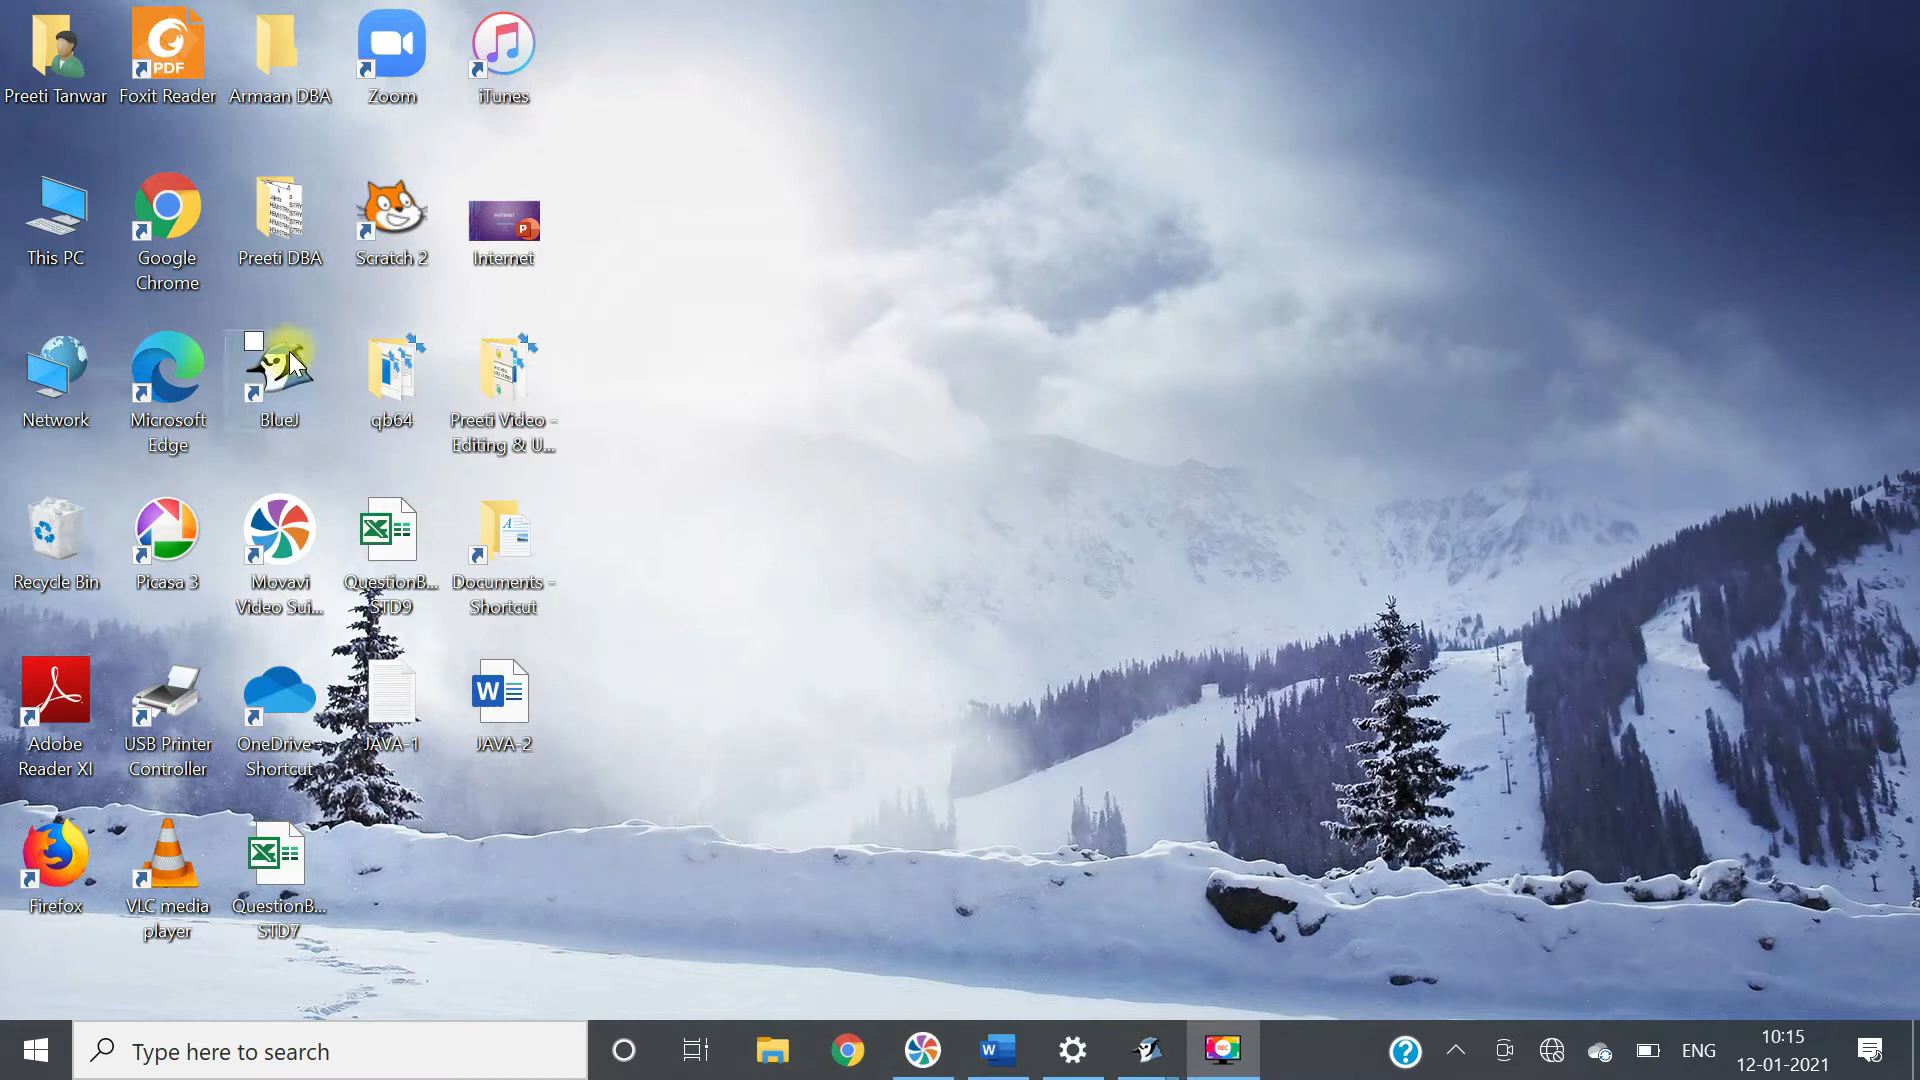 Preeti Tanwar
Foxit Reader
Armaan DBA
Zoom
iTunes
This PC
Google
Chrome
Preeti DBA
Scratch 2
Internet
Network
Microsoft
Edge
BlueJ
qb64
Preeti Video -
Editing & U...
Recycle Bin
Picasa 3
Movavi
Video Sui...
QuestionB...
STD9
Documents -
Shortcut
Adobe
Reader XI
USB Printer
Controller
OneDrive -
Shortcut
JAVA-1
JAVA-2
Firefox
VLC media
player
QuestionB...
STD7
PDF
Type here to search
REC
ENG
10:15
12-01-2021